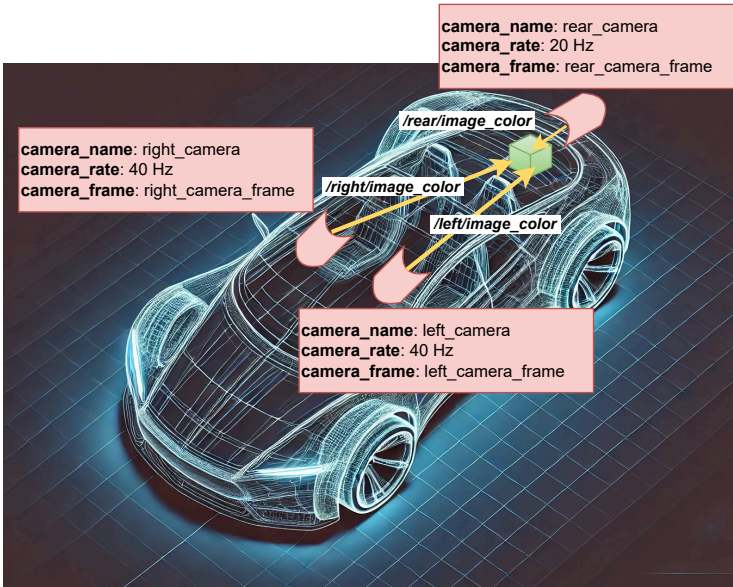 camera_name: rear_camera
camera_rate: 20 Hz
camera_frame: rear_camera_frame
/rear/image_color
camera_name: right_camera
camera_rate: 40 Hz
camera_frame: right_camera_frame
/right/image_color
/left/image_color
camera_name: left_camera
camera_rate: 40 Hz
camera_frame: left_camera_frame